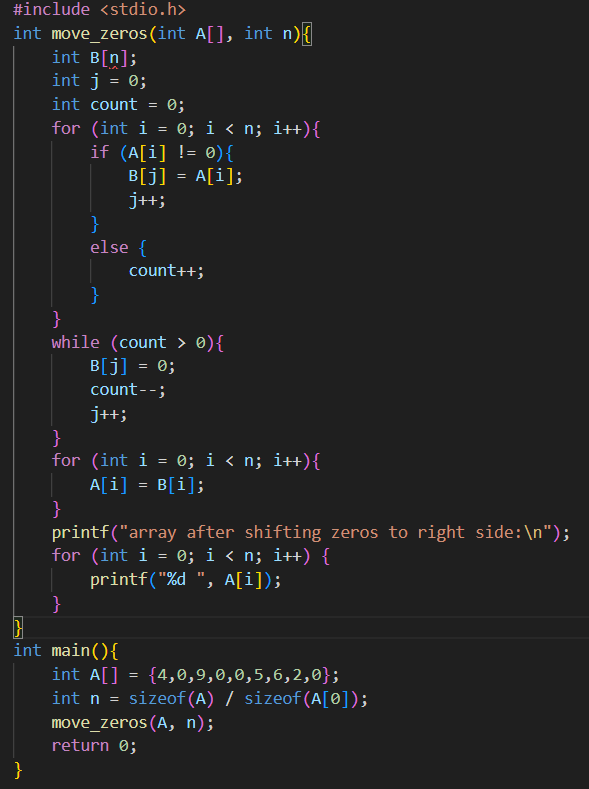 #include <stdio.h>
int move_zeros(int A[], int n){
    int B[n];
    int j = 0;
    int count = 0;
    for (int i = 0; i < n; i++){
        if (A[i] != 0){
            B[j] = A[i];
            j++;
        }
        else {
            count++;
        }
    }
    while (count > 0){
        B[j] = 0;
        count--;
        j++;
    }
    for (int i = 0; i < n; i++){
        A[i] = B[i];
    }
    printf("array after shifting zeros to right side:\n");
    for (int i = 0; i < n; i++) {
        printf("%d ", A[i]);
    }
}
int main(){
    int A[] = {4,0,9,0,0,5,6,2,0};
    int n = sizeof(A) / sizeof(A[0]);
    move_zeros(A, n);
    return 0;
}